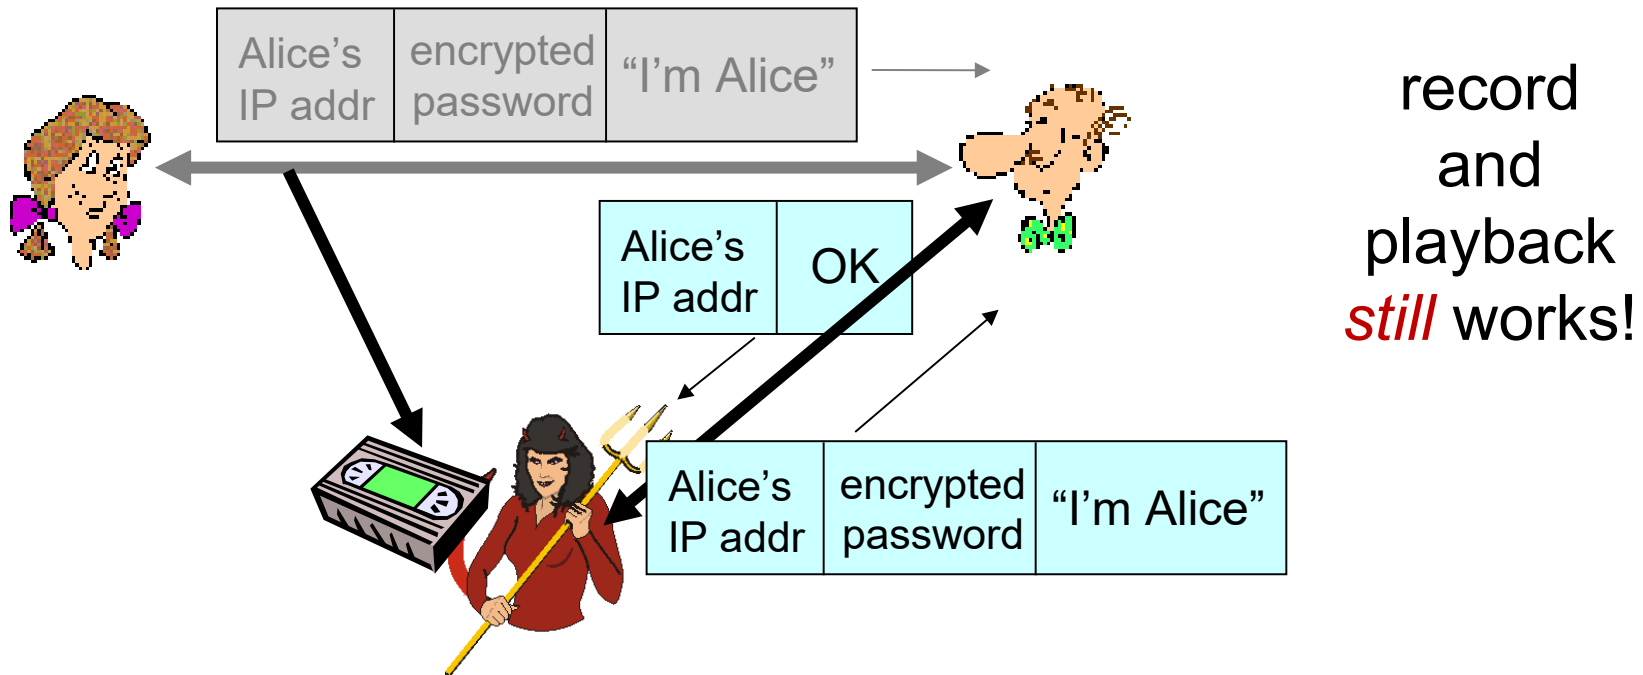 Alice’s
IP addr
encrypted
password
“I’m Alice”
record
and
playback
still works!
Alice’s
IP addr
OK
Alice’s
IP addr
encrypted
password
“I’m Alice”